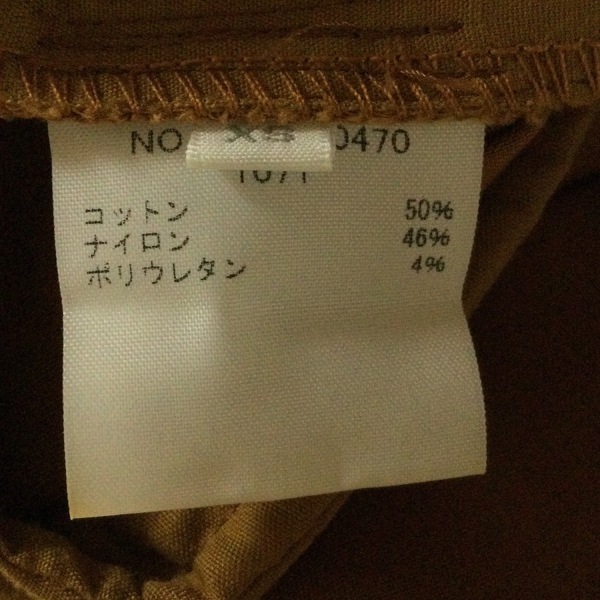 XS
NO 0470
1071
コットン 50%
ナイロン 46%
ポリウレタン 4%